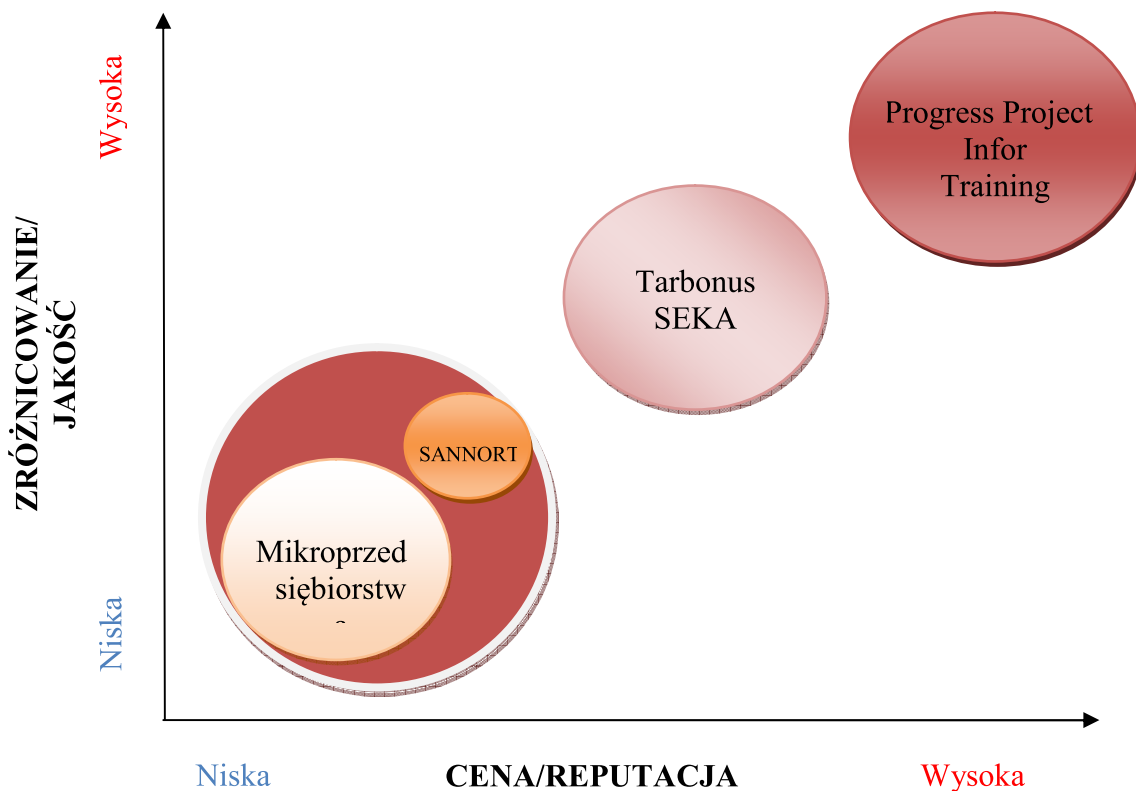 Wysoka
ZRÓŻNICOWANIE/
JAKOŚĆ
Niska
Progress Project
Infor
Training
Tarbonus
SEKA
SANNORT
Mikroprzed
siębiorstw
Niska
CENA/REPUTACJA
Wysoka